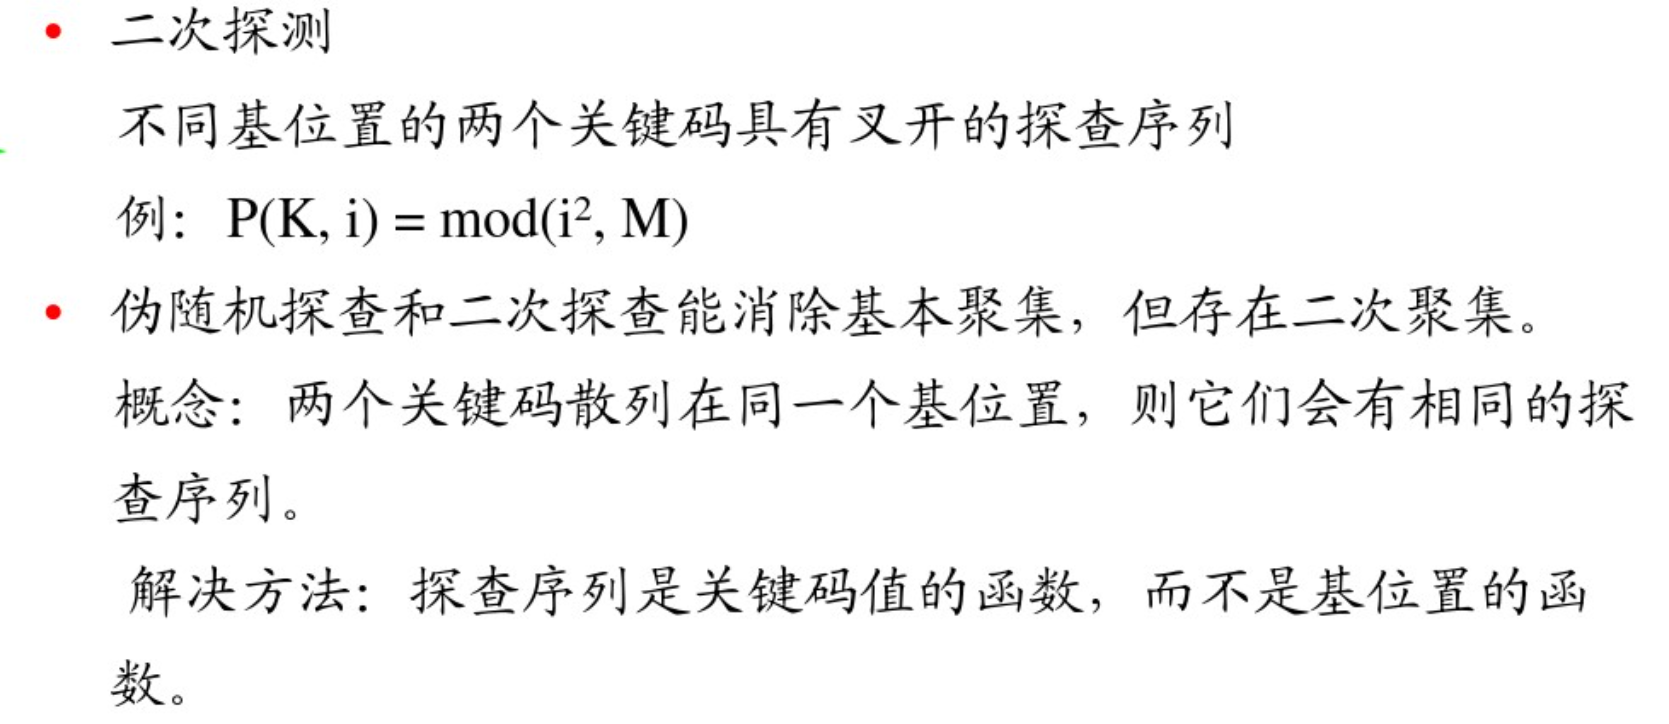 • 二次探测
不同基位置的两个关键码具有叉开的探查序列
例：P(K, i) = mod(i², M)
• 伪随机探查和二次探查能消除基本聚集，但存在二次聚集。
概念：两个关键码散列在同一个基位置，则它们会有相同的探
查序列。
解决方法：探查序列是关键码值的函数，而不是基位置的函
数。